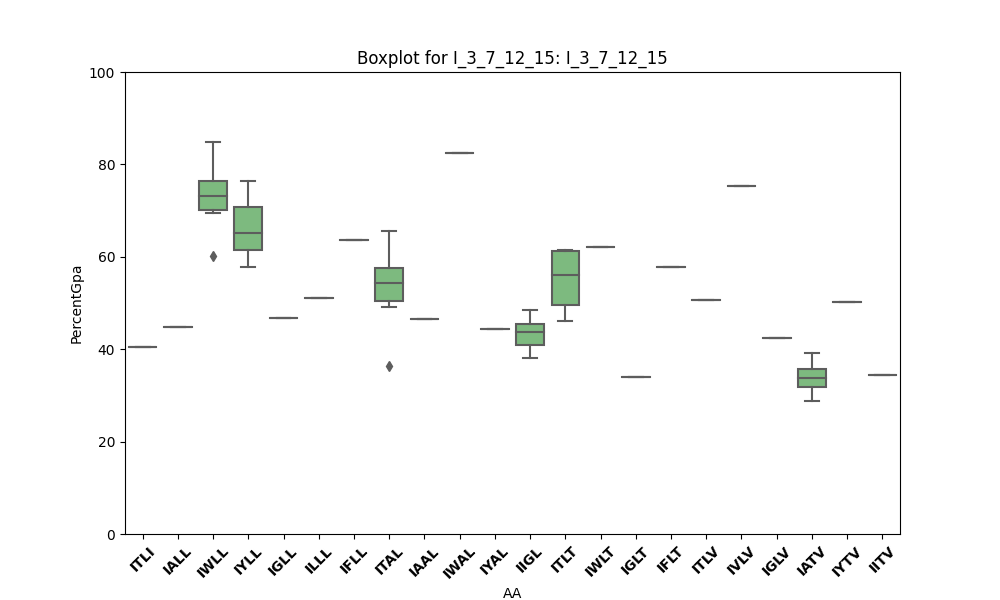 Boxplot for I_3_7_12_15: I_3_7_12_15
100
80
60
40
20
0
PercentGpa
ITLI
IALL
IWLL
IYLL
IGLL
ILLL
IFLL
ITAL
IAAL
IWAL
IYAL
IIGL
ITLT
IWLT
IGLT
IFLT
ITLV
IVLV
IGLV
IATV
IYTV
IITV
AA